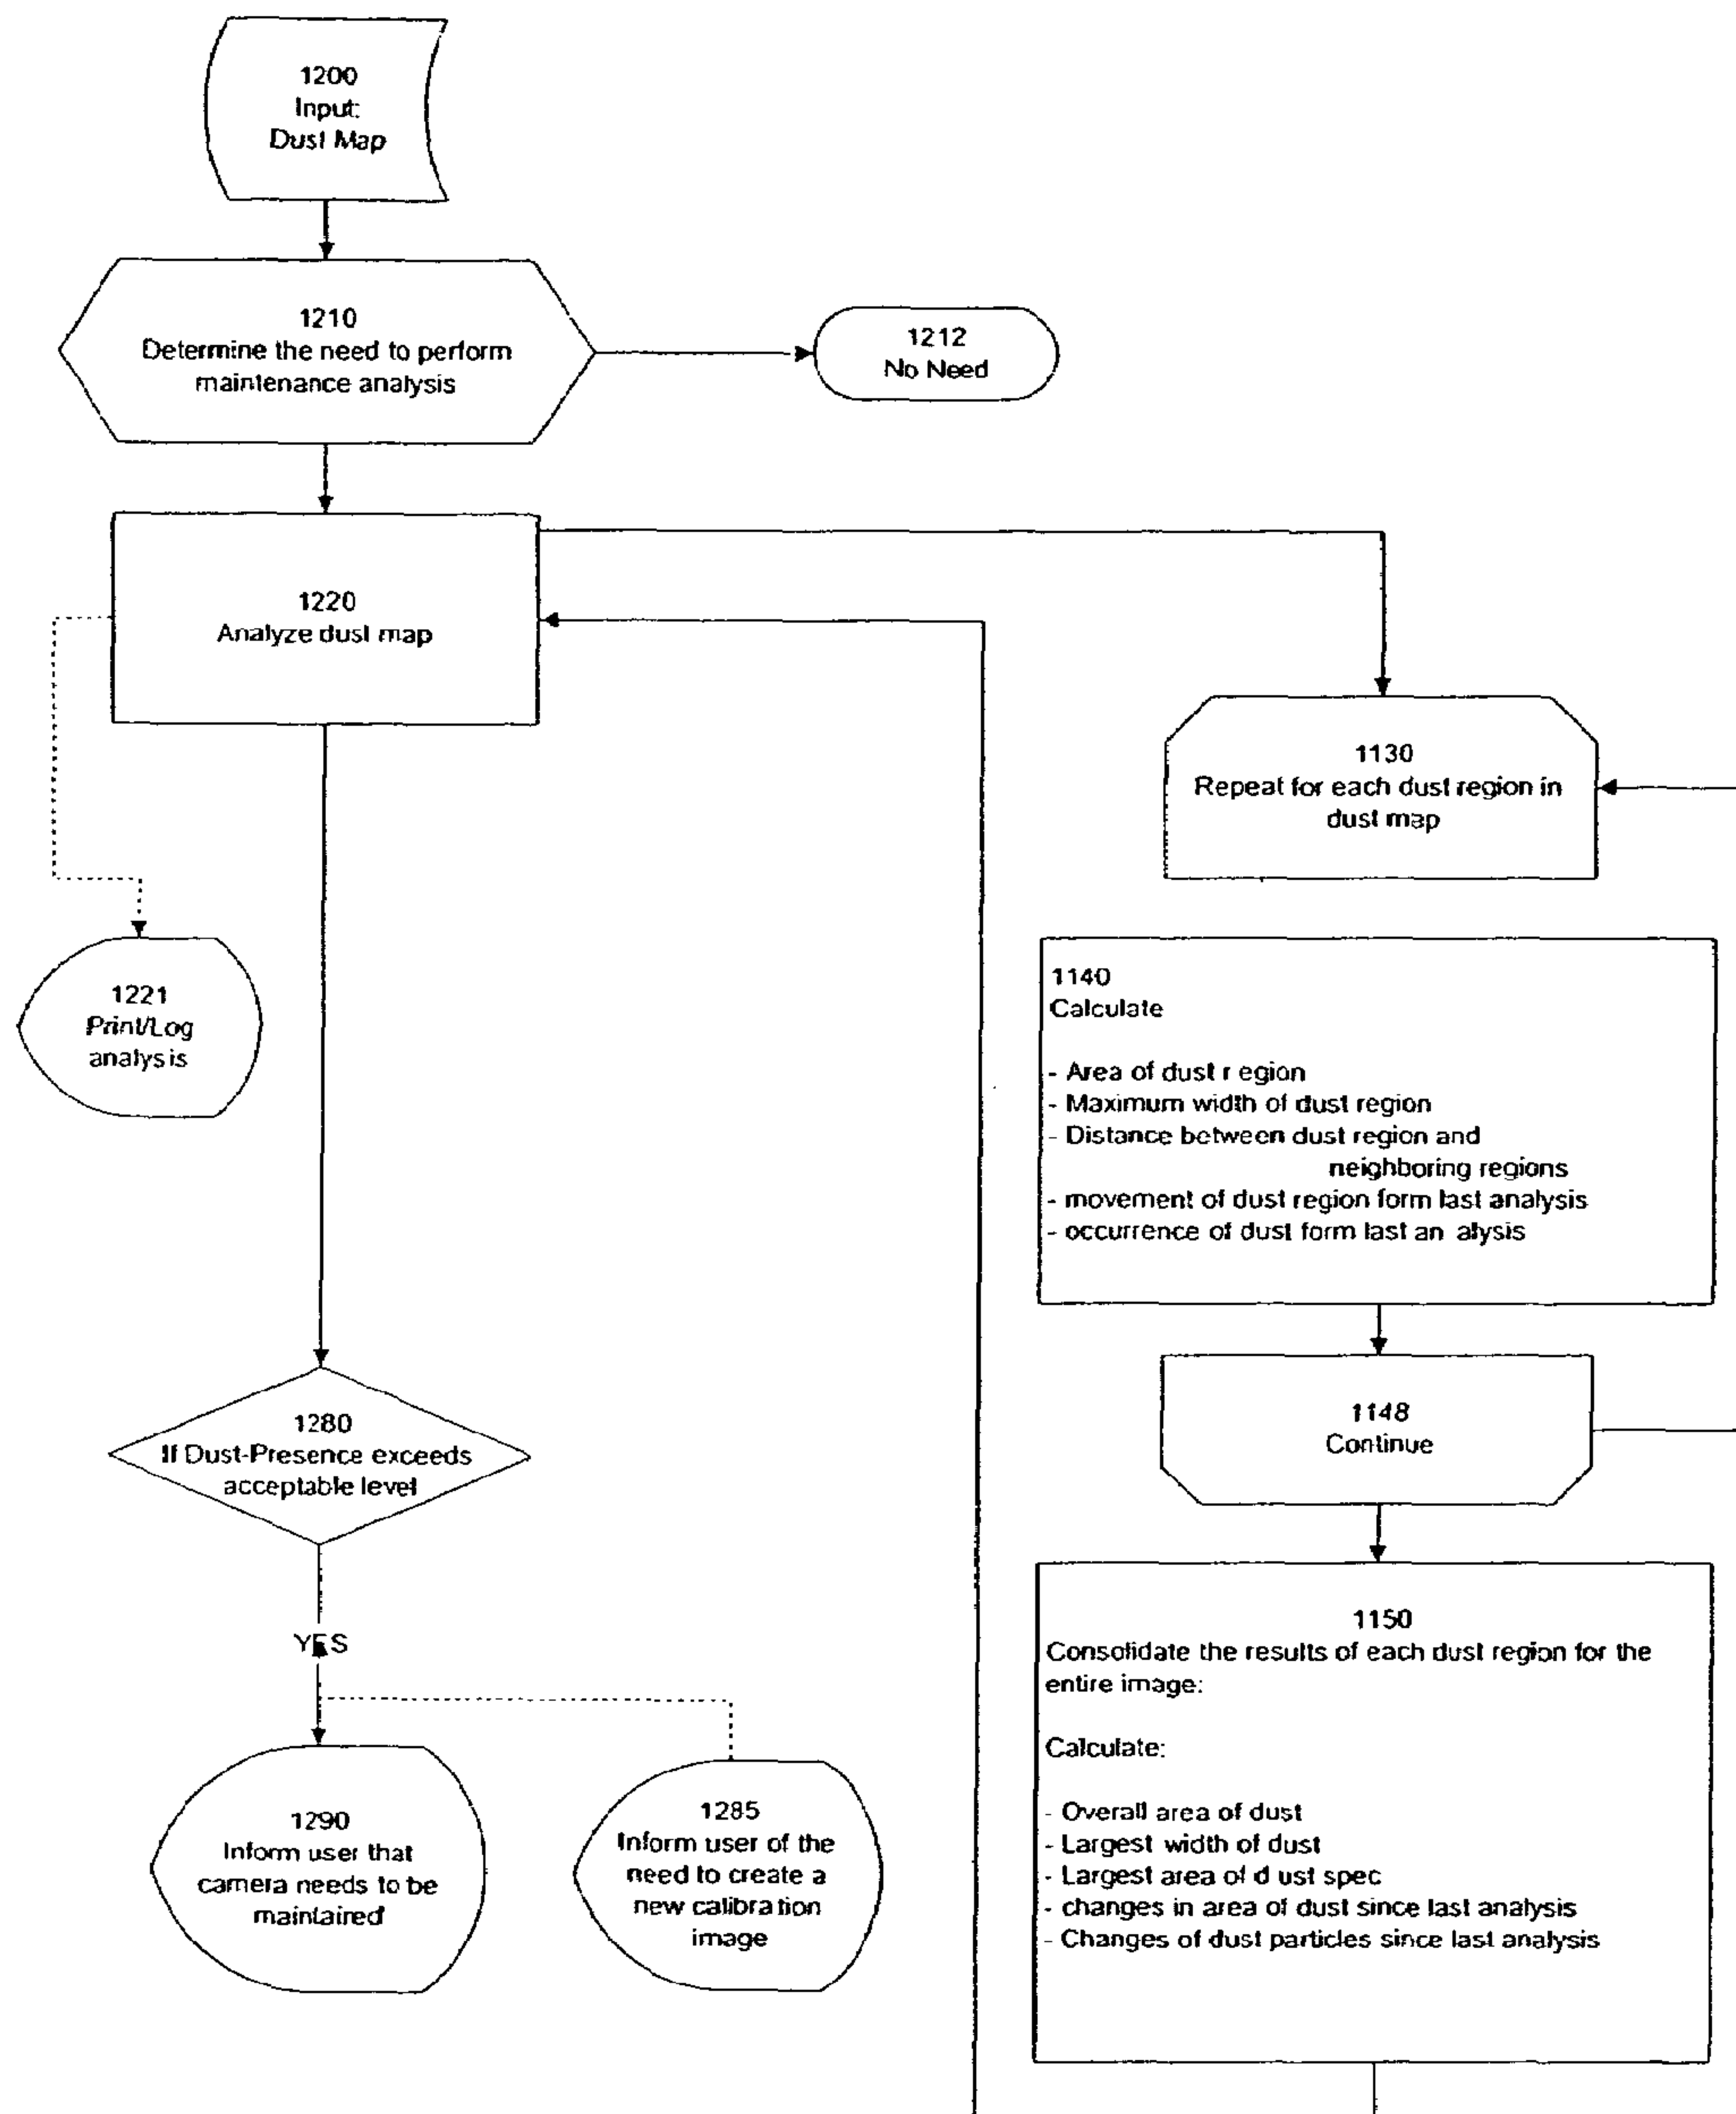 1200
Input:
Dust Map
1210
Determine the need to perform
maintenance analysis
1212
No Need
1220
Analyze dust map
1130
Repeat for each dust region in
dust map
1221
Print/Log
analysis
1140
Calculate
- Area of dust r egion
- Maximum width of dust region
- Distance between dust region and
neighboring regions
- movement of dust region form last analysis
- occurrence of dust form last an alysis
1280
If Dust-Presence exceeds
acceptable level
1148
Continue
YES
1150
Consolidate the results of each dust region for the
entire image:
Calculate:
- Overall area of dust
- Largest width of dust
- Largest area of d ust spec
- changes in area of dust since last analysis
- Changes of dust particles since last analysis
1290
Inform user that
camera needs to be
maintaired
1285
Inform user of the
need to create a
new calibration
image